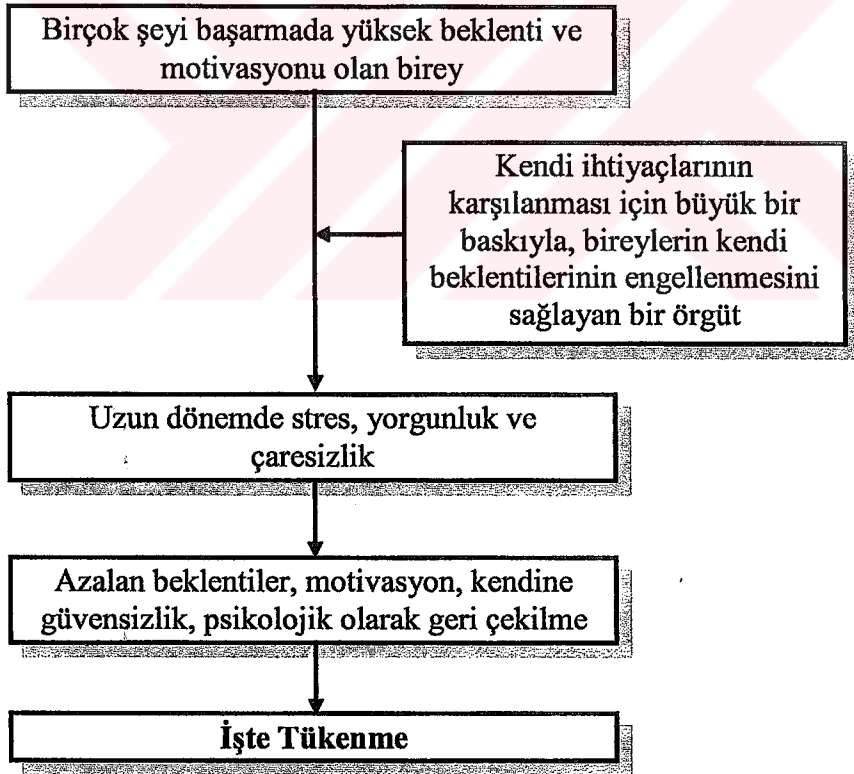 Birçok şeyi başarmada yüksek beklenti ve
motivasyonu olan birey
Kendi ihtiyaçlarının
karşılanması için büyük bir
baskıyla, bireylerin kendi
beklentilerinin engellenmesini
sağlayan bir örgüt
Uzun dönemde stres, yorgunluk ve
çaresizlik
Azalan beklentiler, motivasyon, kendine
güvensizlik, psikolojik olarak geri çekilme
İşte Tükenme